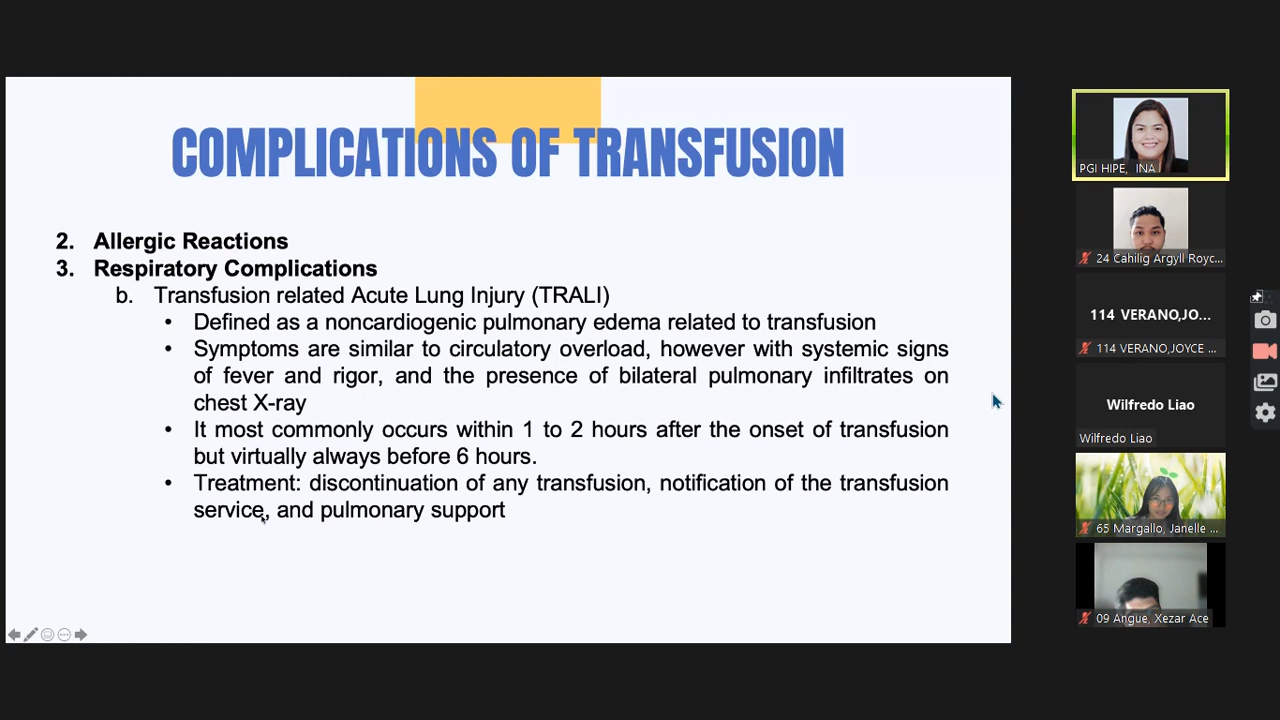 COMPLICATIONS OF TRANSFUSION
2. Allergic Reactions
3. Respiratory Complications
b. Transfusion related Acute Lung Injury (TRALI)
• Defined as a noncardiogenic pulmonary edema related to transfusion
• Symptoms are similar to circulatory overload, however with systemic signs
of fever and rigor, and the presence of bilateral pulmonary infiltrates on
chest X-ray
• It most commonly occurs within 1 to 2 hours after the onset of transfusion
but virtually always before 6 hours.
• Treatment: discontinuation of any transfusion, notification of the transfusion
service, and pulmonary support
PGI HIPE, INA
24 Cahilig Argyll Royc...
114 VERANO,JO...
114 VERANO,JOYCE ...
Wilfredo Liao
Wilfredo Liao
65 Margallo, Janelle ...
09 Angue, Xezar Ace